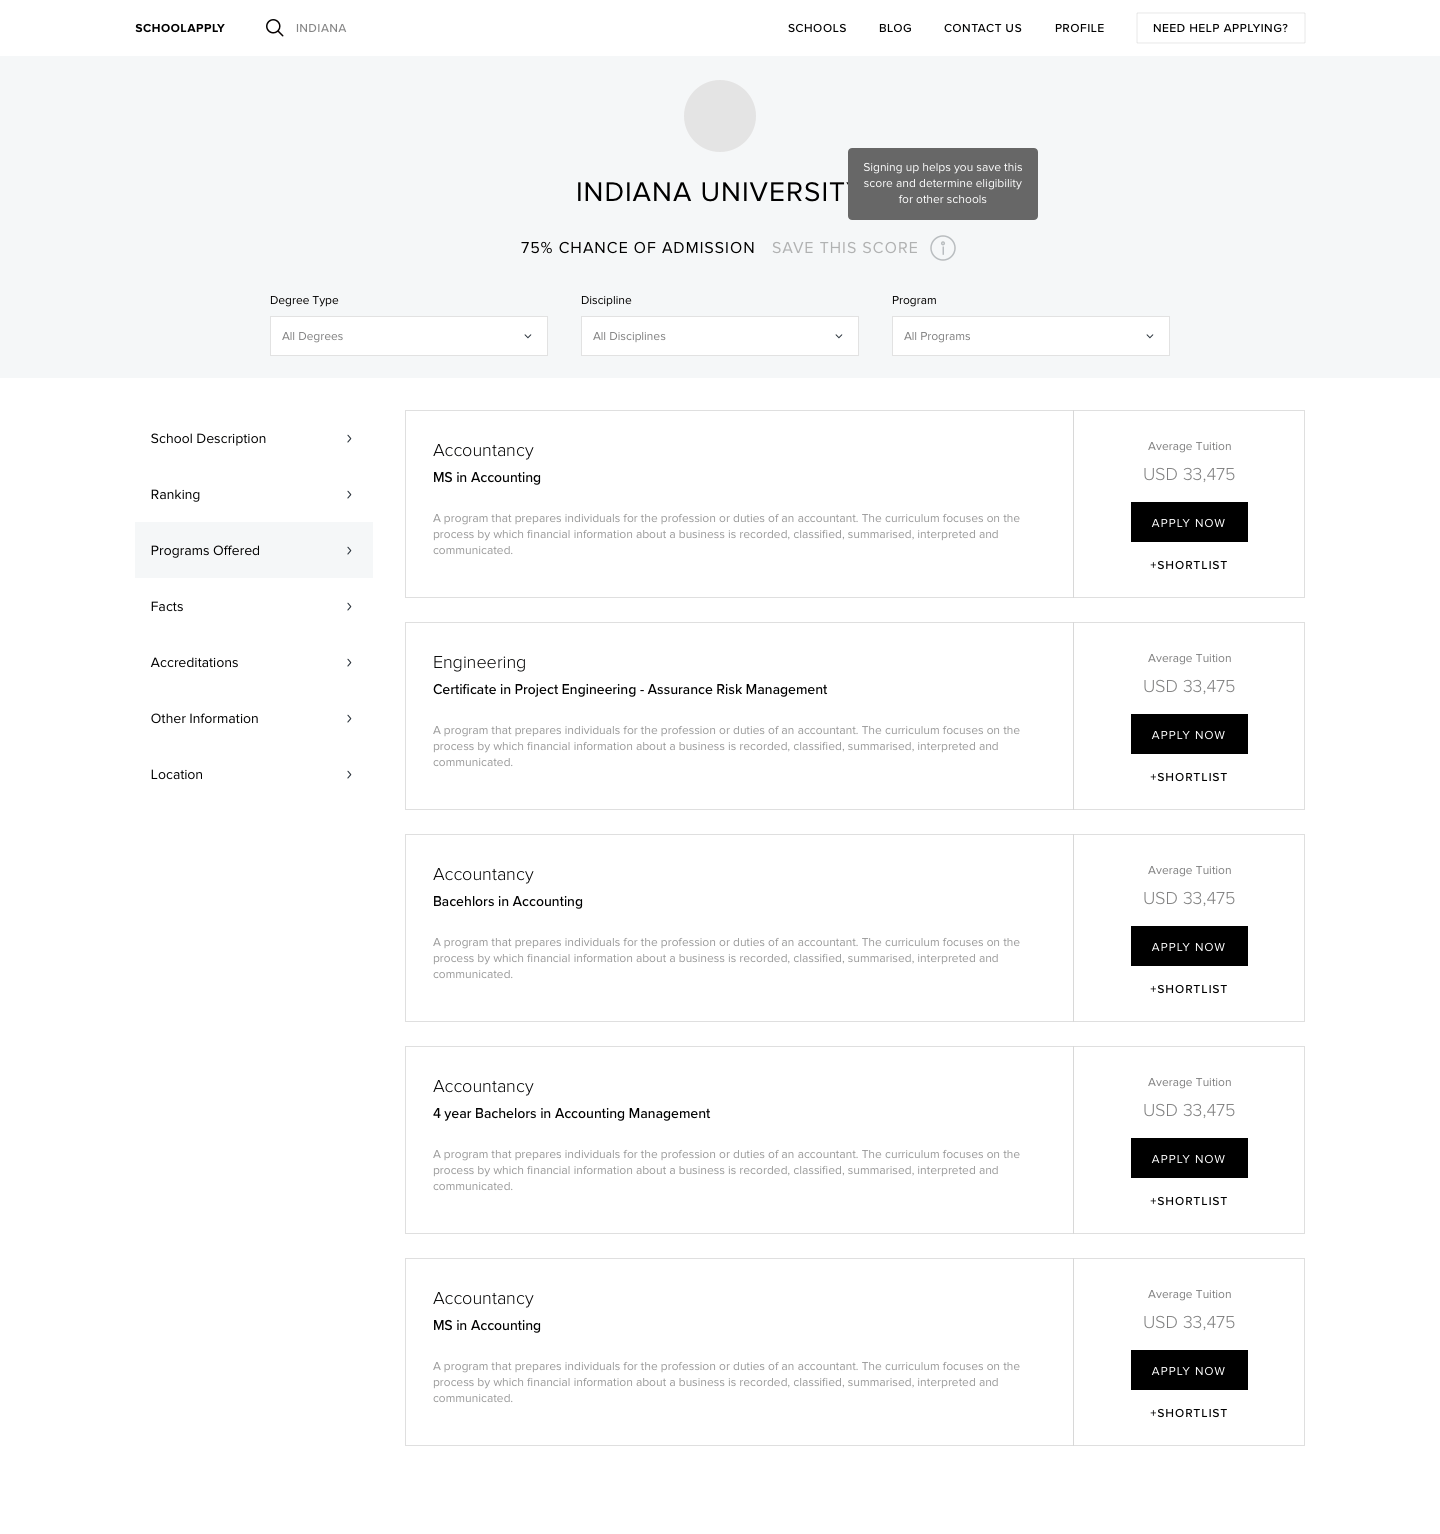 SCHOOLAPPLY
INDIANA
SCHOOLS
BLOG
CONTACT US
PROFILE
NEED HELP APPLYING?
Signing up helps you save this
score and determine eligibility
for other schools
INDIANA UNIVERSITY
75% CHANCE OF ADMISSION
SAVE THIS SCORE
Degree Type
Discipline
Program
All Degrees
All Disciplines
All Programs
School Description
Ranking
Programs Offered
Facts
Accreditations
Other Information
Location
Accountancy
MS in Accounting
A program that prepares individuals for the profession or duties of an accountant. The curriculum focuses on the
process by which financial information about a business is recorded, classified, summarised, interpreted and
communicated.
Average Tuition
USD 33,475
APPLY NOW
+SHORTLIST
Engineering
Certificate in Project Engineering - Assurance Risk Management
A program that prepares individuals for the profession or duties of an accountant. The curriculum focuses on the
process by which financial information about a business is recorded, classified, summarised, interpreted and
communicated.
Average Tuition
USD 33,475
APPLY NOW
+SHORTLIST
Accountancy
Bacehlors in Accounting
A program that prepares individuals for the profession or duties of an accountant. The curriculum focuses on the
process by which financial information about a business is recorded, classified, summarised, interpreted and
communicated.
Average Tuition
USD 33,475
APPLY NOW
+SHORTLIST
Accountancy
4 year Bachelors in Accounting Management
A program that prepares individuals for the profession or duties of an accountant. The curriculum focuses on the
process by which financial information about a business is recorded, classified, summarised, interpreted and
communicated.
Average Tuition
USD 33,475
APPLY NOW
+SHORTLIST
Accountancy
MS in Accounting
A program that prepares individuals for the profession or duties of an accountant. The curriculum focuses on the
process by which financial information about a business is recorded, classified, summarised, interpreted and
communicated.
Average Tuition
USD 33,475
APPLY NOW
+SHORTLIST